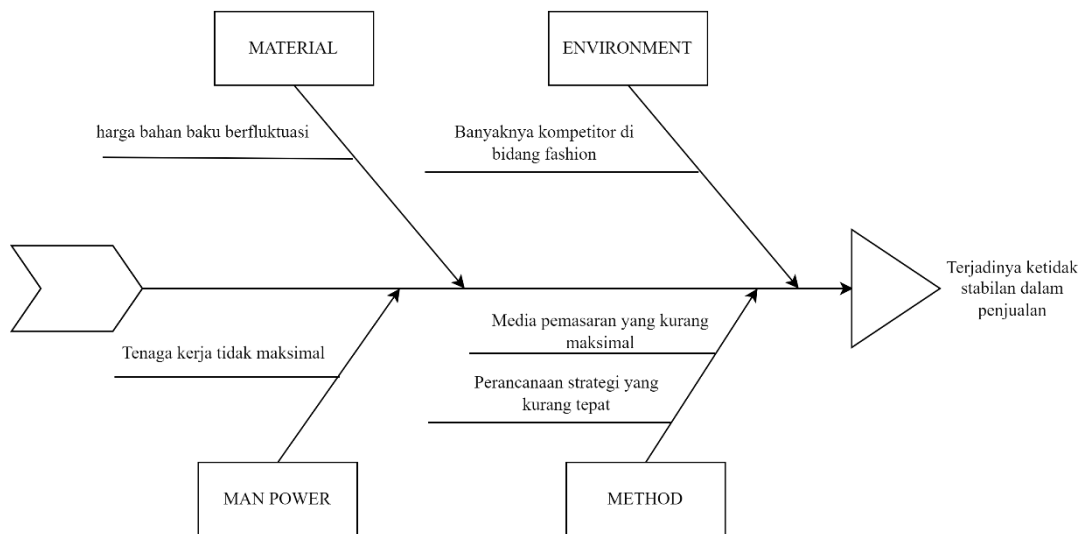 MATERIAL
ENVIRONMENT
harga bahan baku berfluktuasi
Banyaknya kompetitor di
bidang fashion
Terjadinya ketidak
stabilan dalam
penjualan
Media pemasaran yang kurang
maksimal
Tenaga kerja tidak maksimal
Perancanaan strategi yang
kurang tepat
MAN POWER
METHOD